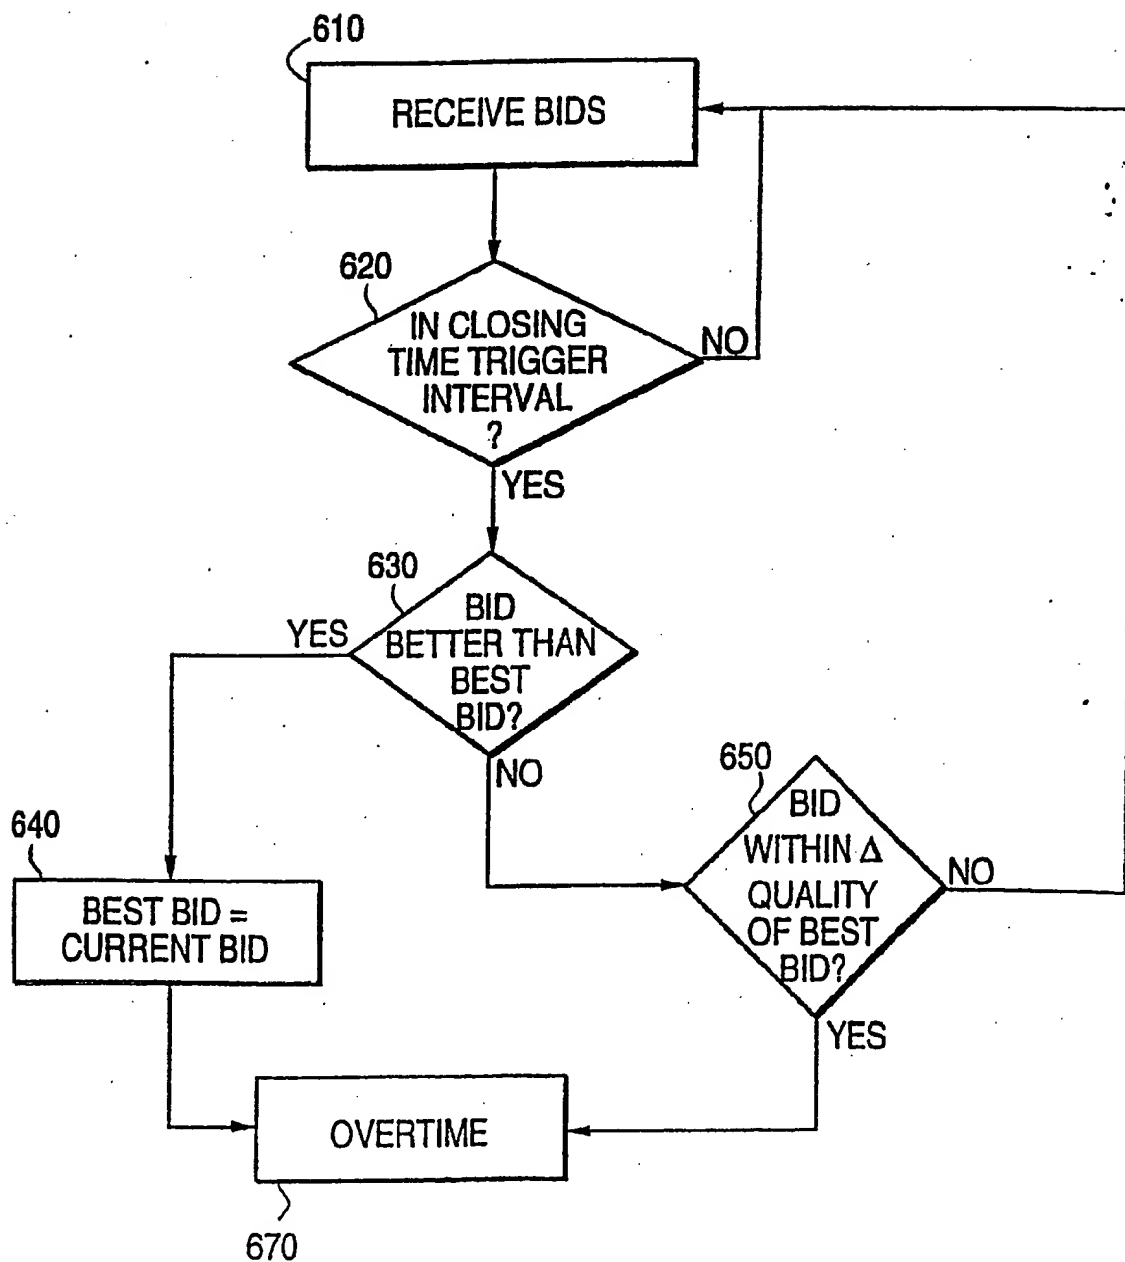 610
RECEIVE BIDS
620
IN CLOSING
TIME TRIGGER
INTERVAL
?
NO
YES
630
BID
BETTER THAN
BEST
BID?
YES
NO
640
BEST BID =
CURRENT BID
650
BID
WITHIN Δ
QUALITY
OF BEST
BID?
NO
YES
OVERTIME
670